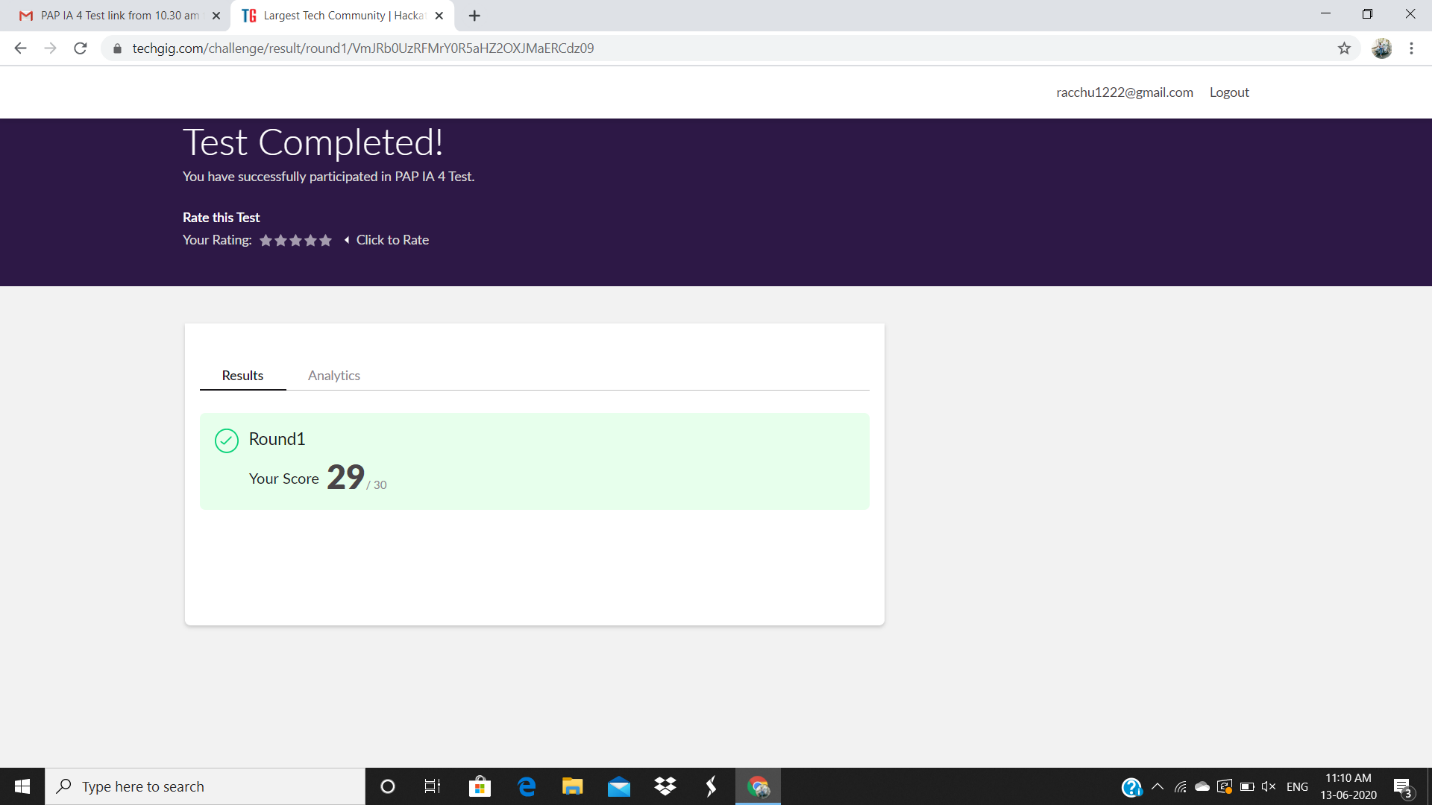 PAP IA 4 Test link from 10.30 am
TG Largest Tech Community | Hacka
techgig.com/challenge/result/round1/VmJRb0UzRFMrY0R5aHZ2OXJMaERCdz09
racchu1222@gmail.com Logout
Test Completed!
You have successfully participated in PAP IA 4 Test.
Rate this Test
Your Rating: Click to Rate
Results Analytics
Round1
Your Score 29 / 30
Type here to search
ENG
11:10 AM
13-06-2020
3